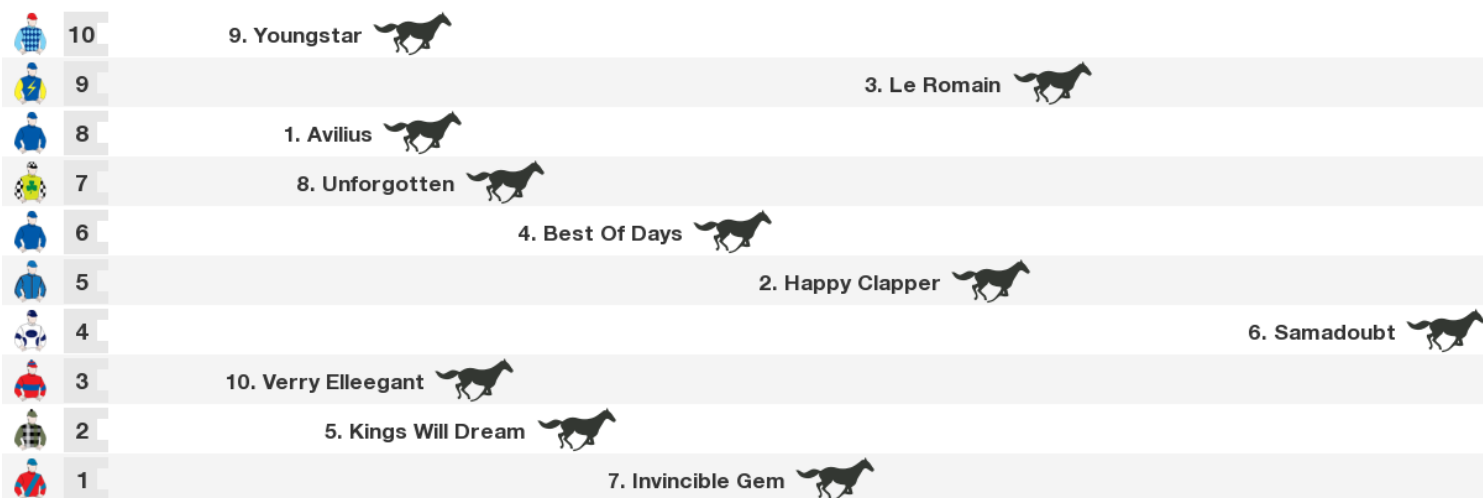 10 9. Youngstar
9 3. Le Romain
8 1. Avilius
7 8. Unforgotten
6 4. Best Of Days
5 2. Happy Clapper
4 6. Samadoubt
3 10. Verry Elleegant
2 5. Kings Will Dream
1 7. Invincible Gem